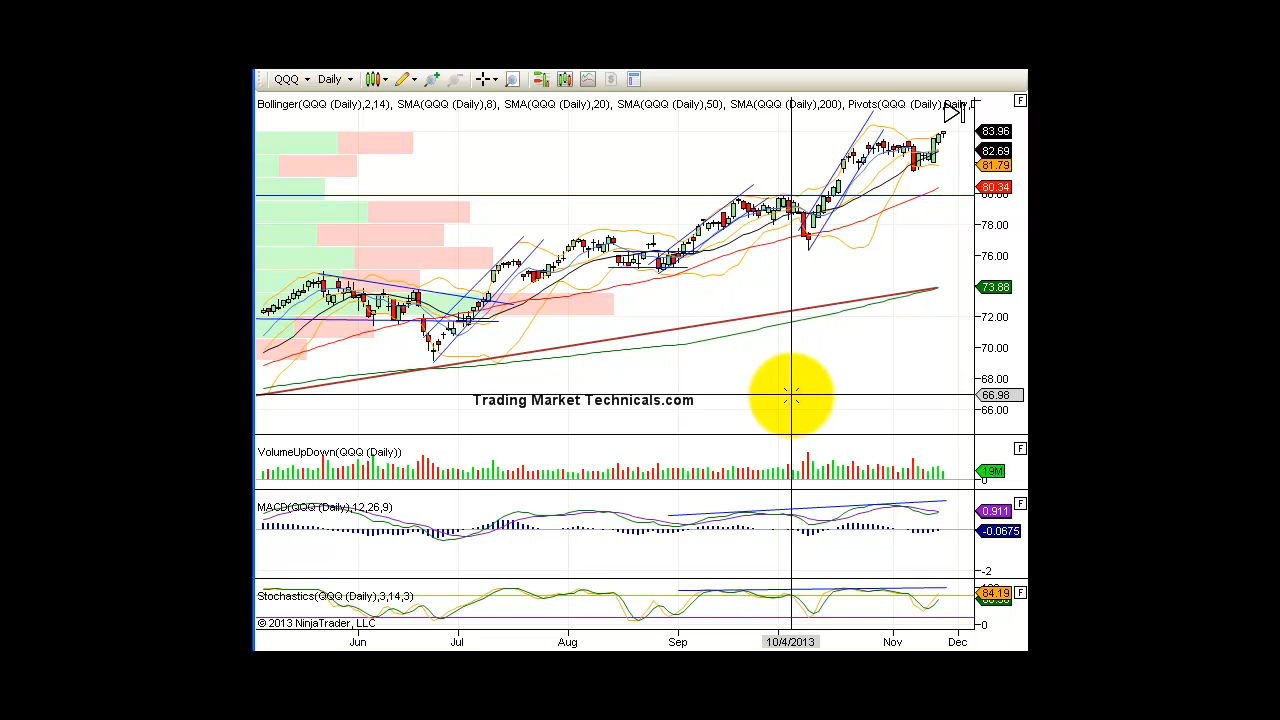 QQQ Daily
Bollinger(QQQ (Daily),2,14), SMA(QQQ (Daily),8), SMA(QQQ (Daily),20), SMA(QQQ (Daily),50), SMA(QQQ (Daily),200), Pivots(QQQ (Daily),Daily,
F
83.96
82.69
81.79
80.34
80.00
78.00
76.00
73.88
72.00
70.00
68.00
66.98
66.00
Trading Market Technicals.com
VolumeUpDown(QQQ (Daily))
F
19M
0
MACD(QQQ (Daily),12,26,9)
F
0.911
-0.0675
-2
Stochastics(QQQ (Daily),3,14,3)
F
84.19
0
© 2013 NinjaTrader, LLC
Jun Jul Aug Sep 10/4/2013 Nov Dec